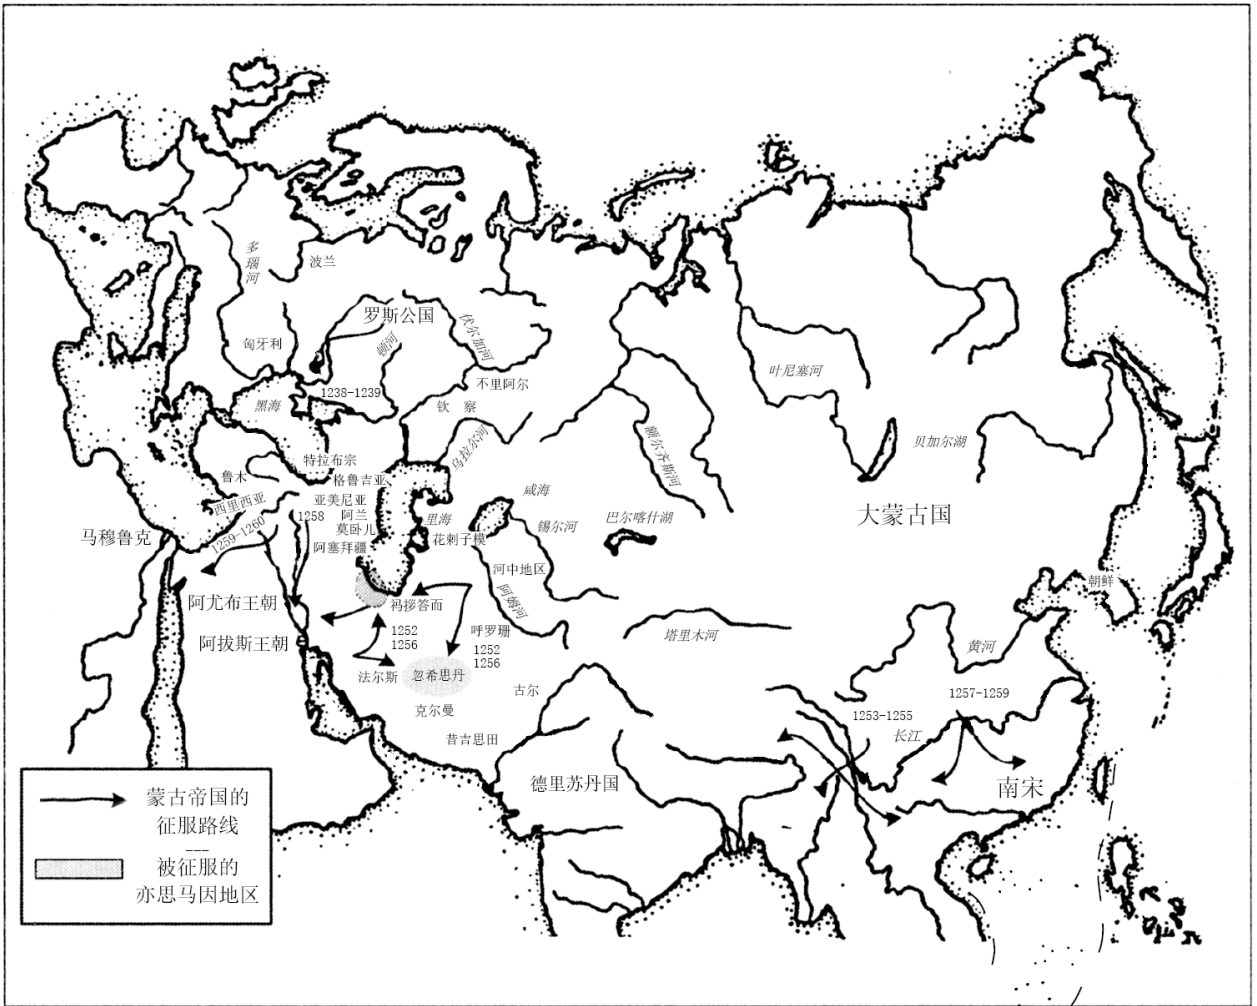 多
瑙
河
波兰
罗斯公国
伏尔加河
顿河
匈牙利
叶尼塞河
不里阿尔
1238-1239
黑海
钦 察
乌拉尔河
额尔齐斯河
贝加尔湖
特拉布宗
鲁木
格鲁吉亚
西里西亚
亚美尼亚
咸海
1258
阿兰
里海
锡尔河
巴尔喀什湖
大蒙古国
莫卧儿
马穆鲁克
1259-1260
阿塞拜疆
花剌子模
河中地区
朝鲜
阿尤布王朝
祃拶答而
阿姆河
1252
1256
呼罗珊
塔里木河
阿拔斯王朝
1252
1256
黄河
法尔斯
忽希思丹
古尔
1257-1259
克尔曼
1253-1255
昔吉思田
长江
德里苏丹国
南宋
蒙古帝国的
征服路线
被征服的
亦思马因地区